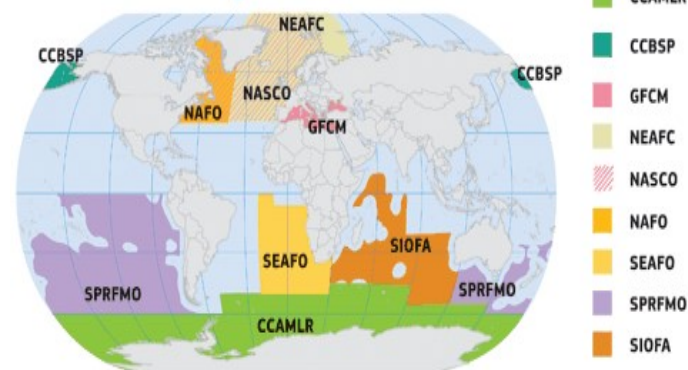 NEAFC
CCBSP
CCBSP
NASCO
NAFO
GFCM
SIOFA
SEAFO
SPRFMO
SPRFMO
CCAMLR
CCAMLR
CCBSP
GFCM
NEAFC
NASCO
NAFO
SEAFO
SPRFMO
SIOFA